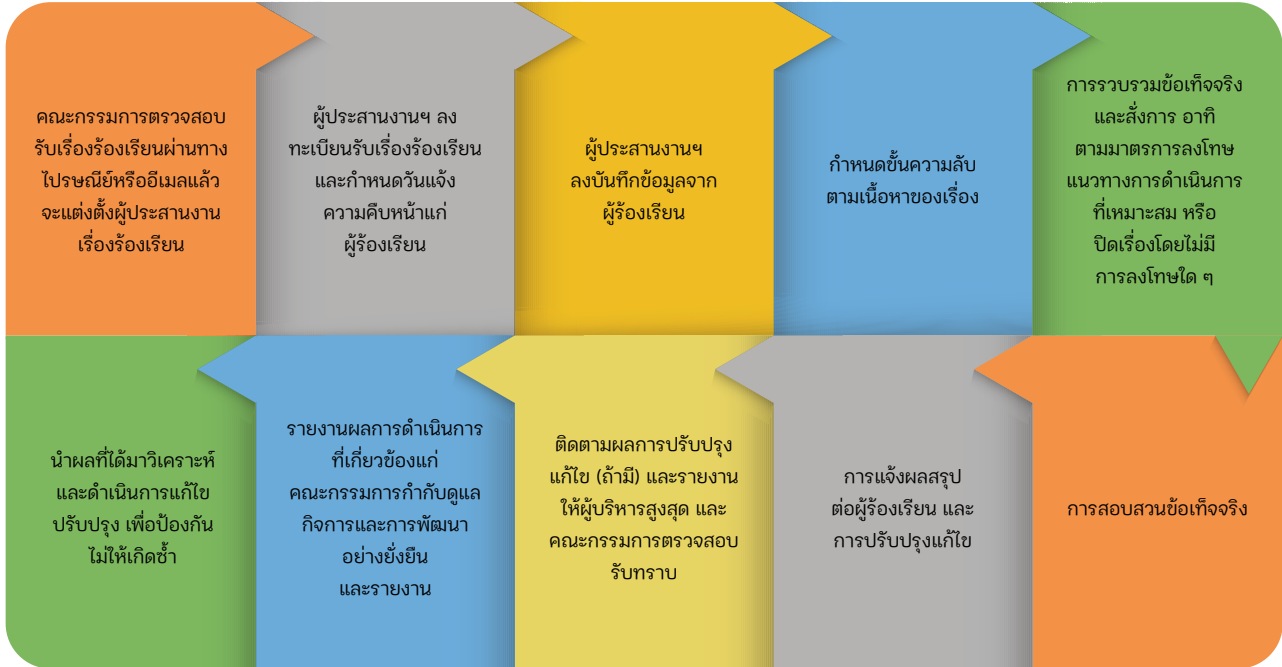 คณะกรรมการตรวจสอบ
รับเรื่องร้องเรียนผ่านทาง
ไปรษณีย์หรืออีเมลแล้ว
จะแต่งตั้งผู้ประสานงาน
เรื่องร้องเรียน
ผู้ประสานงานฯ ลง
ทะเบียนรับเรื่องร้องเรียน
และกำหนดวันแจ้ง
ความคืบหน้าแก่
ผู้ร้องเรียน
ผู้ประสานงานฯ
ลงบันทึกข้อมูลจาก
ผู้ร้องเรียน
กำหนดชั้นความลับ
ตามเนื้อหาของเรื่อง
การรวบรวมข้อเท็จจริง
และสั่งการ อาทิ
ตามมาตรการลงโทษ
แนวทางการดำเนินการ
ที่เหมาะสม หรือ
ปิดเรื่องโดยไม่มี
การลงโทษใด ๆ
การสอบสวนข้อเท็จจริง
การแจ้งผลสรุป
ต่อผู้ร้องเรียน และ
การปรับปรุงแก้ไข
ติดตามผลการปรับปรุง
แก้ไข (ถ้ามี) และรายงาน
ให้ผู้บริหารสูงสุด และ
คณะกรรมการตรวจสอบ
รับทราบ
รายงานผลการดำเนินการ
ที่เกี่ยวข้องแก่
คณะกรรมการกำกับดูแล
กิจการและการพัฒนา
อย่างยั่งยืน
และรายงาน
นำผลที่ได้มาวิเคราะห์
และดำเนินการแก้ไข
ปรับปรุง เพื่อป้องกัน
ไม่ให้เกิดซ้ำ